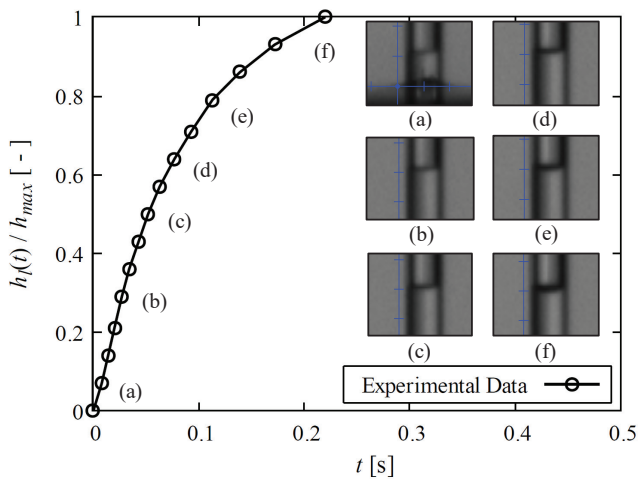 h_l(t) / h_max [ - ]
1
0.8
0.6
0.4
0.2
0
0
0.1
0.2
0.3
0.4
0.5
t [s]
(a)
(b)
(c)
(d)
(e)
(f)
(a)
(d)
(b)
(e)
(c)
(f)
Experimental Data